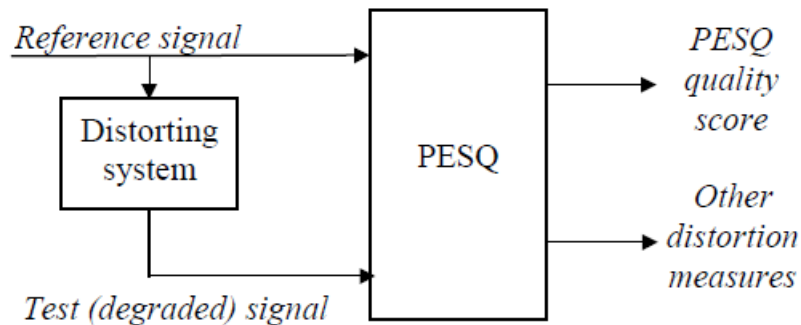 Reference signal
Distorting
system
Test (degraded) signal
PESQ
PESQ
quality
score
Other
distortion
measures